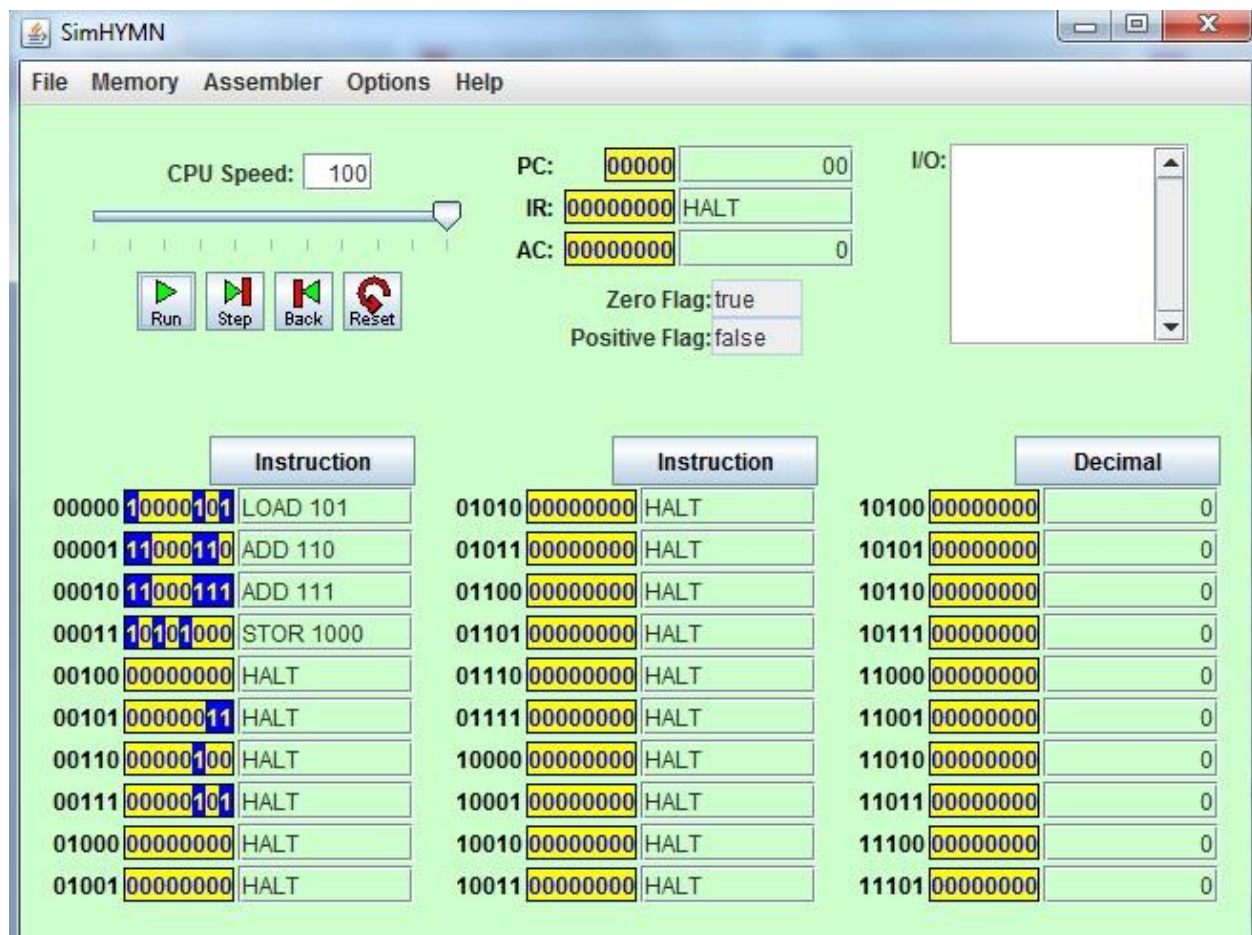 SimHYMN
File Memory Assembler Options Help
CPU Speed: 100
PC: 00000 00
IR: 00000000 HALT
AC: 00000000 0
I/O:
Run Step Back Reset
Zero Flag: true
Positive Flag: false
Instruction Instruction Decimal
00000 10000101 LOAD 101 01010 00000000 HALT 10100 00000000 0
00001 11000110 ADD 110 01011 00000000 HALT 10101 00000000 0
00010 11000111 ADD 111 01100 00000000 HALT 10110 00000000 0
00011 10101000 STOR 1000 01101 00000000 HALT 10111 00000000 0
00100 00000000 HALT 01110 00000000 HALT 11000 00000000 0
00101 00000011 HALT 01111 00000000 HALT 11001 00000000 0
00110 00000100 HALT 10000 00000000 HALT 11010 00000000 0
00111 00000101 HALT 10001 00000000 HALT 11011 00000000 0
01000 00000000 HALT 10010 00000000 HALT 11100 00000000 0
01001 00000000 HALT 10011 00000000 HALT 11101 00000000 0